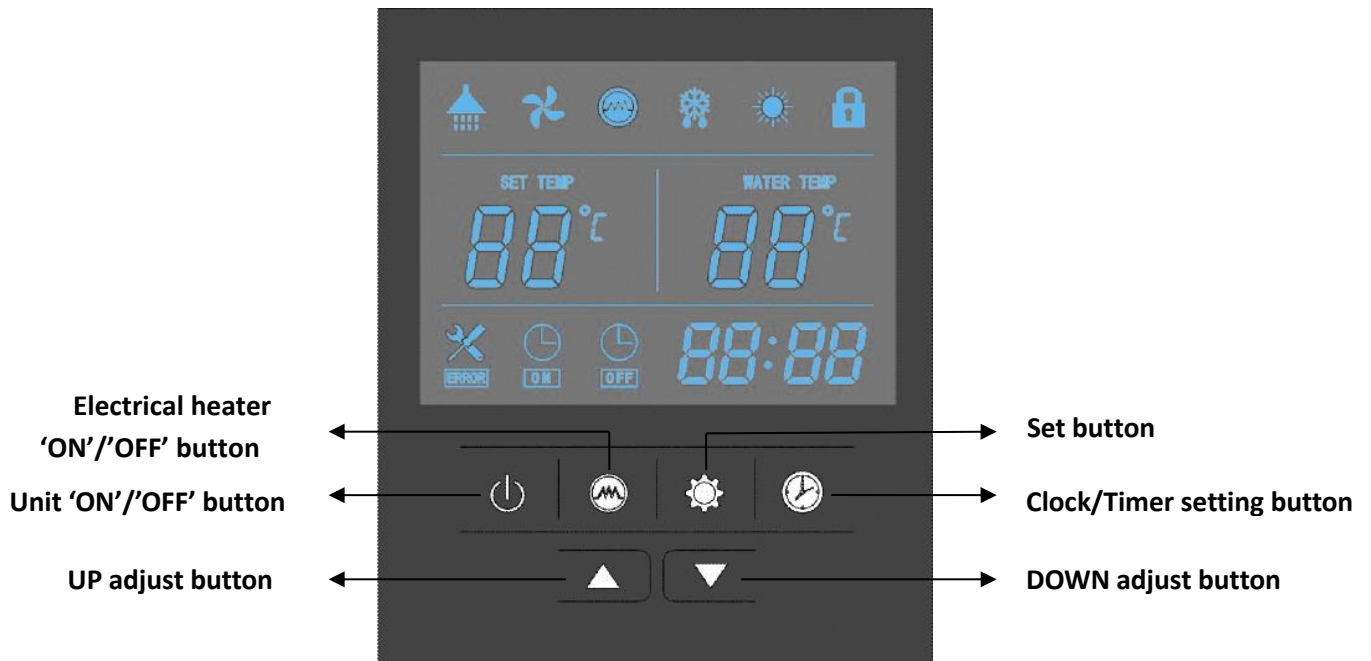 SET TEMP
WATER TEMP
88°C
88°C
ERROR
ON
OFF
88:88
Electrical heater
‘ON’/’OFF’ button
Set button
Unit ‘ON’/’OFF’ button
Clock/Timer setting button
UP adjust button
DOWN adjust button